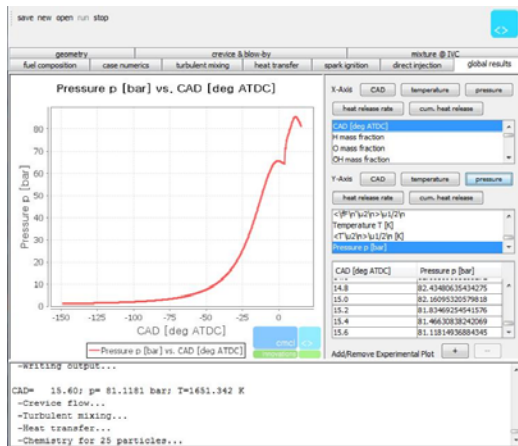 save new open run stop
geometry crevice & blow-by mixture @ IVC
fuel composition case numerics turbulent mixing heat transfer spark ignition direct injection global results
Pressure p [bar] vs. CAD [deg ATDC]
Pressure p [bar]
80
70
60
50
40
30
20
10
0
-150 -125 -100 -75 -50 -25 0
CAD [deg ATDC]
Pressure p [bar] vs. CAD [deg ATDC]
cmcl
innovations
X-Axis CAD temperature pressure
heat release rate cum. heat release
CAD [deg ATDC]
H mass fraction
O mass fraction
OH mass fraction
Y-Axis CAD temperature pressure
heat release rate cum. heat release
Temperature T [K]
Pressure p [bar]
CAD [deg ATDC] Pressure p [bar]
14.8 82.43480635434275
15.0 82.16095320579818
15.2 81.83469254541576
15.4 81.46630838242069
15.6 81.11814936884345
Add/Remove Experimental Plot + --
-Writing output...
CAD= 15.60; p= 81.1181 bar; T=1651.342 K
-Crevice flow...
-Turbulent mixing...
-Heat transfer...
-Chemistry for 25 particles...